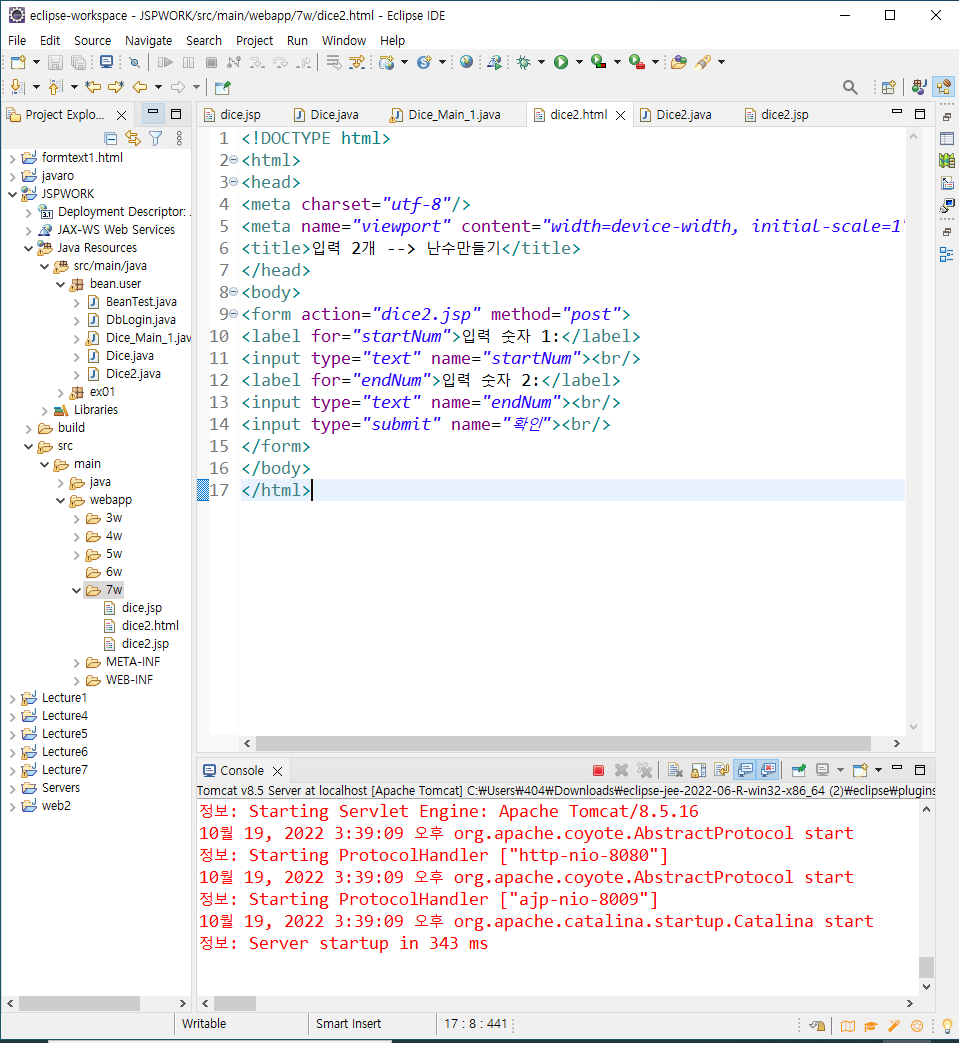 eclipse-workspace - JSPWORK/src/main/webapp/7w/dice2.html - Eclipse IDE
File Edit Source Navigate Search Project Run Window Help
Project Explo...
formtext1.html
javaro
JSPWORK
Deployment Descriptor:
JAX-WS Web Services
Java Resources
src/main/java
bean.user
BeanTest.java
DbLogin.java
Dice_Main_1.jav
Dice.java
Dice2.java
ex01
Libraries
build
src
main
java
webapp
3w
4w
5w
6w
7w
dice.jsp
dice2.html
dice2.jsp
META-INF
WEB-INF
Lecture1
Lecture4
Lecture5
Lecture6
Lecture7
Servers
web2
dice.jsp Dice.java Dice_Main_1.java dice2.html Dice2.java dice2.jsp
1 <!DOCTYPE html>
2 <html>
3 <head>
4 <meta charset="utf-8"/>
5 <meta name="viewport" content="width=device-width, initial-scale=1"
6 <title>입력 2개 --> 난수만들기</title>
7 </head>
8 <body>
9 <form action="dice2.jsp" method="post">
10 <label for="startNum">입력 숫자 1:</label>
11 <input type="text" name="startNum"><br/>
12 <label for="endNum">입력 숫자 2:</label>
13 <input type="text" name="endNum"><br/>
14 <input type="submit" name="확인"><br/>
15 </form>
16 </body>
17 </html>
Console
Tomcat v8.5 Server at localhost [Apache Tomcat] C:₩Users₩404₩Downloads₩eclipse-jee-2022-06-R-win32-x86_64 (2)₩eclipse₩plugins
정보: Starting Servlet Engine: Apache Tomcat/8.5.16
10월 19, 2022 3:39:09 오후 org.apache.coyote.AbstractProtocol start
정보: Starting ProtocolHandler ["http-nio-8080"]
10월 19, 2022 3:39:09 오후 org.apache.coyote.AbstractProtocol start
정보: Starting ProtocolHandler ["ajp-nio-8009"]
10월 19, 2022 3:39:09 오후 org.apache.catalina.startup.Catalina start
정보: Server startup in 343 ms
Writable Smart Insert 17 : 8 : 441